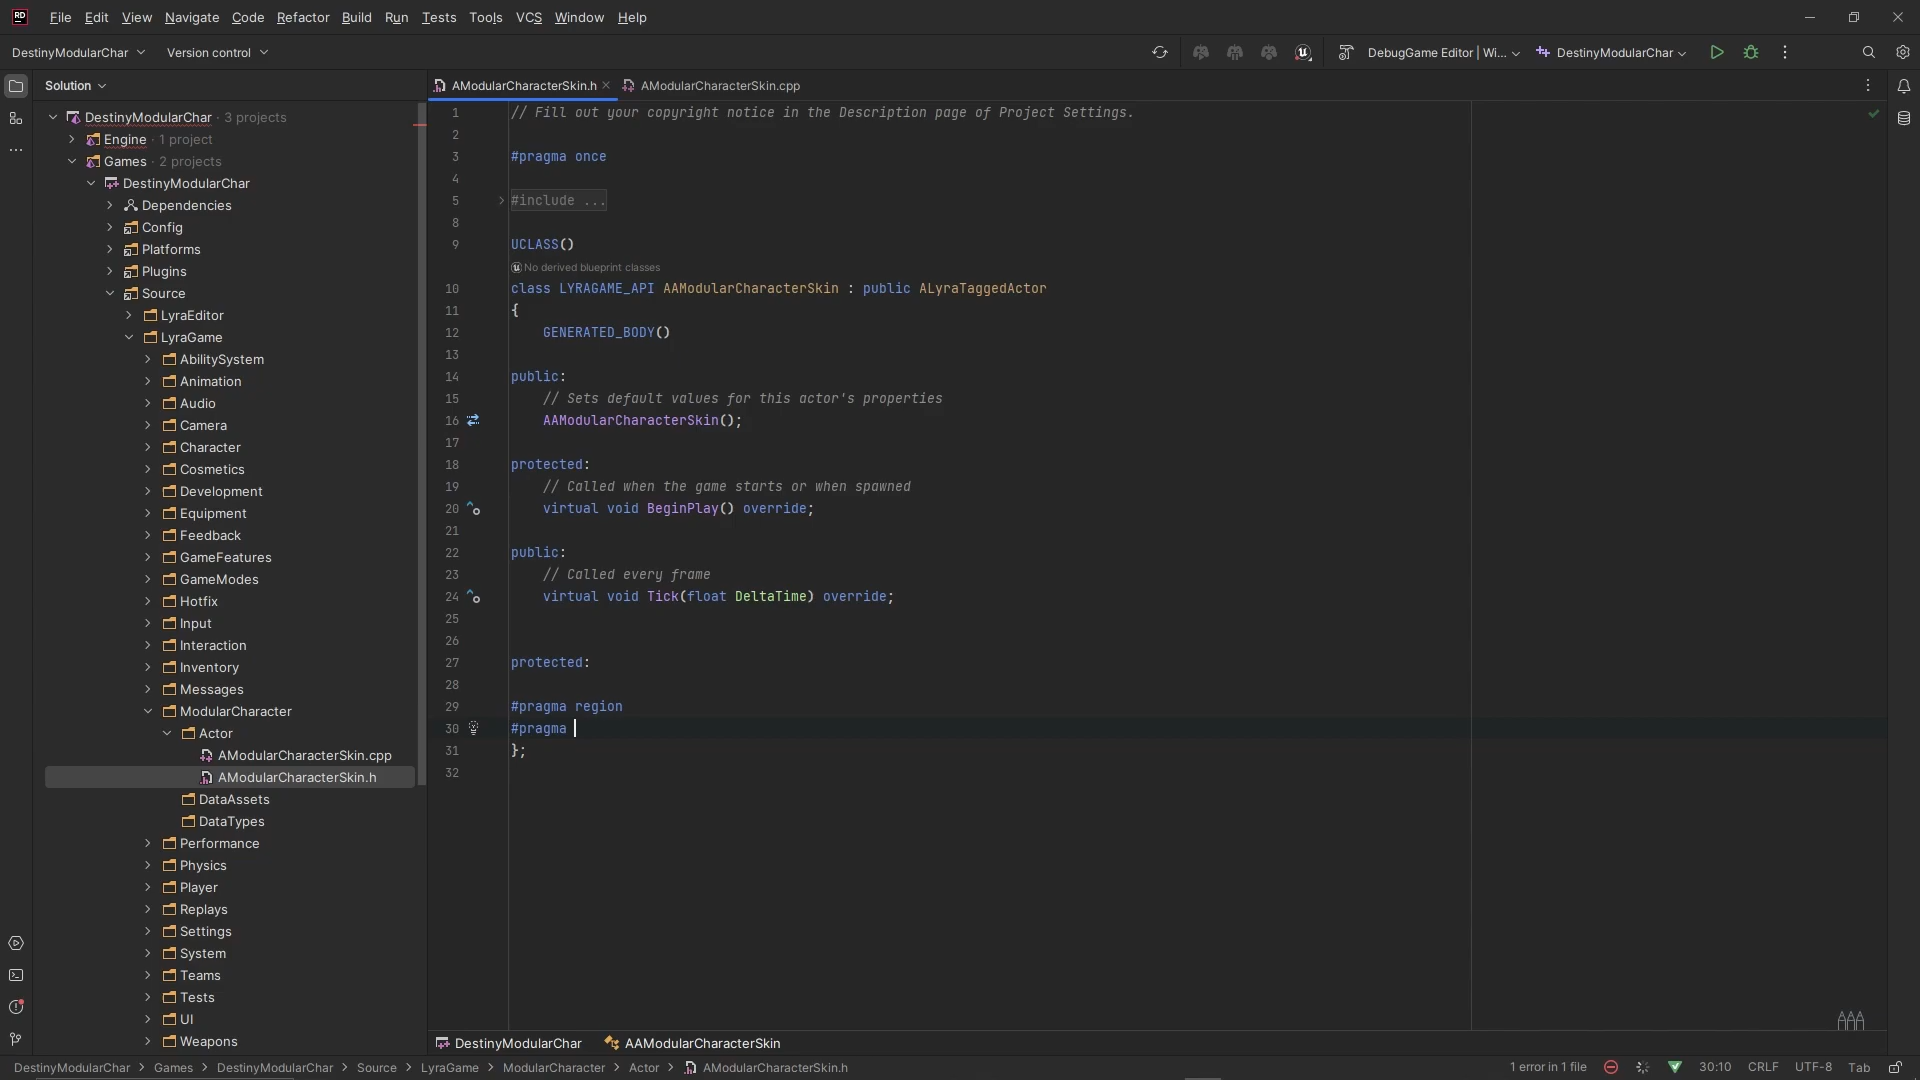 RD File Edit View Navigate Code Refactor Build Run Tests Tools VCS Window Help
DestinyModularChar Version control DebugGame Editor | Wi... DestinyModularChar
Solution
AModularCharacterSkin.h AModularCharacterSkin.cpp
DestinyModularChar · 3 projects
Engine · 1 project
Games · 2 projects
DestinyModularChar
Dependencies
Config
Platforms
Plugins
Source
LyraEditor
LyraGame
AbilitySystem
Animation
Audio
Camera
Character
Cosmetics
Development
Equipment
Feedback
GameFeatures
GameModes
Hotfix
Input
Interaction
Inventory
Messages
ModularCharacter
Actor
AModularCharacterSkin.cpp
AModularCharacterSkin.h
DataAssets
DataTypes
Performance
Physics
Player
Replays
Settings
System
Teams
Tests
UI
Weapons
1 // Fill out your copyright notice in the Description page of Project Settings.
2
3 #pragma once
4
5 #include ...
8
9 UCLASS()
No derived blueprint classes
10 class LYRAGAME_API AAModularCharacterSkin : public ALyraTaggedActor
11 {
12 GENERATED_BODY()
13
14 public:
15 // Sets default values for this actor's properties
16 AAModularCharacterSkin();
17
18 protected:
19 // Called when the game starts or when spawned
20 virtual void BeginPlay() override;
21
22 public:
23 // Called every frame
24 virtual void Tick(float DeltaTime) override;
25
26
27 protected:
28
29 #pragma region
30 #pragma
31 };
32
DestinyModularChar AAModularCharacterSkin
DestinyModularChar > Games > DestinyModularChar > Source > LyraGame > ModularCharacter > Actor > AModularCharacterSkin.h 1 error in 1 file 30:10 CRLF UTF-8 Tab